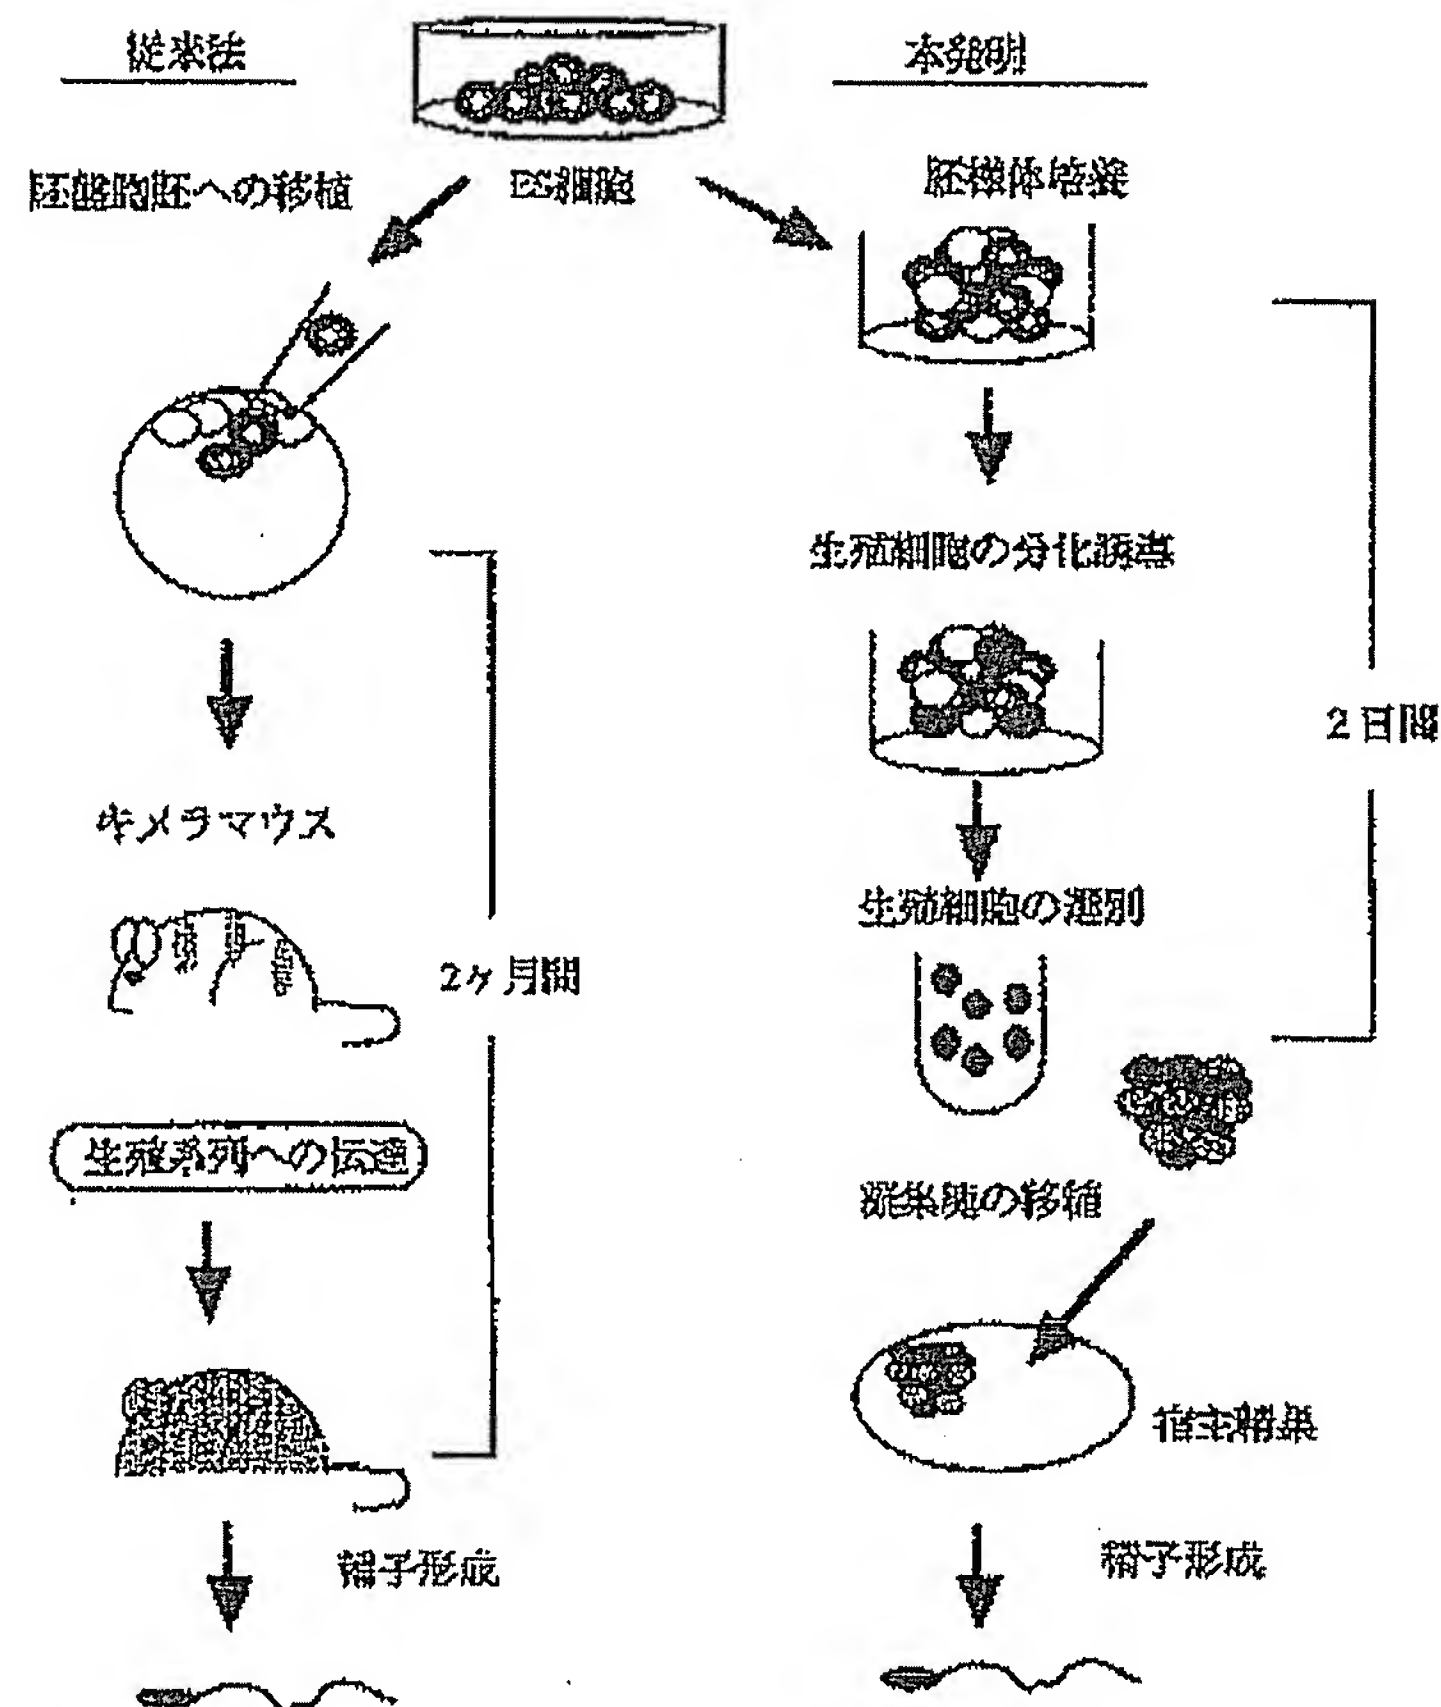 従来法
本発明
ES細胞
胚盤胞胚への移植
胚様体培養
生殖細胞の分化誘導
2日間
キメラマウス
生殖細胞の選別
2ヶ月間
生殖系列への伝達
凝集塊の移植
宿主精巣
精子形成
精子形成